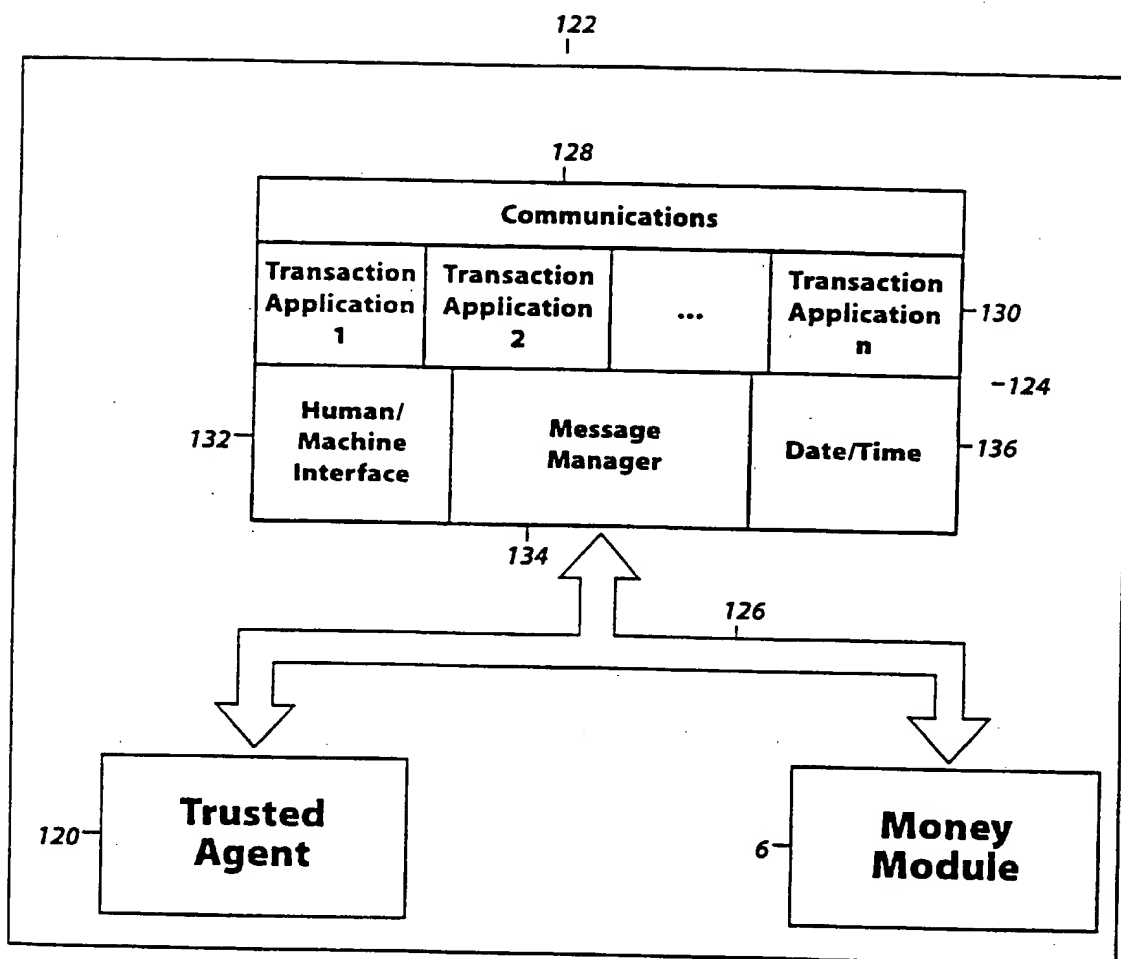 122
128
Communications
Transaction
Application
1
Transaction
Application
2
...
Transaction
Application
n
130
124
132
Human/
Machine
Interface
Message
Manager
Date/Time
136
134
126
120
Trusted
Agent
6
Money
Module